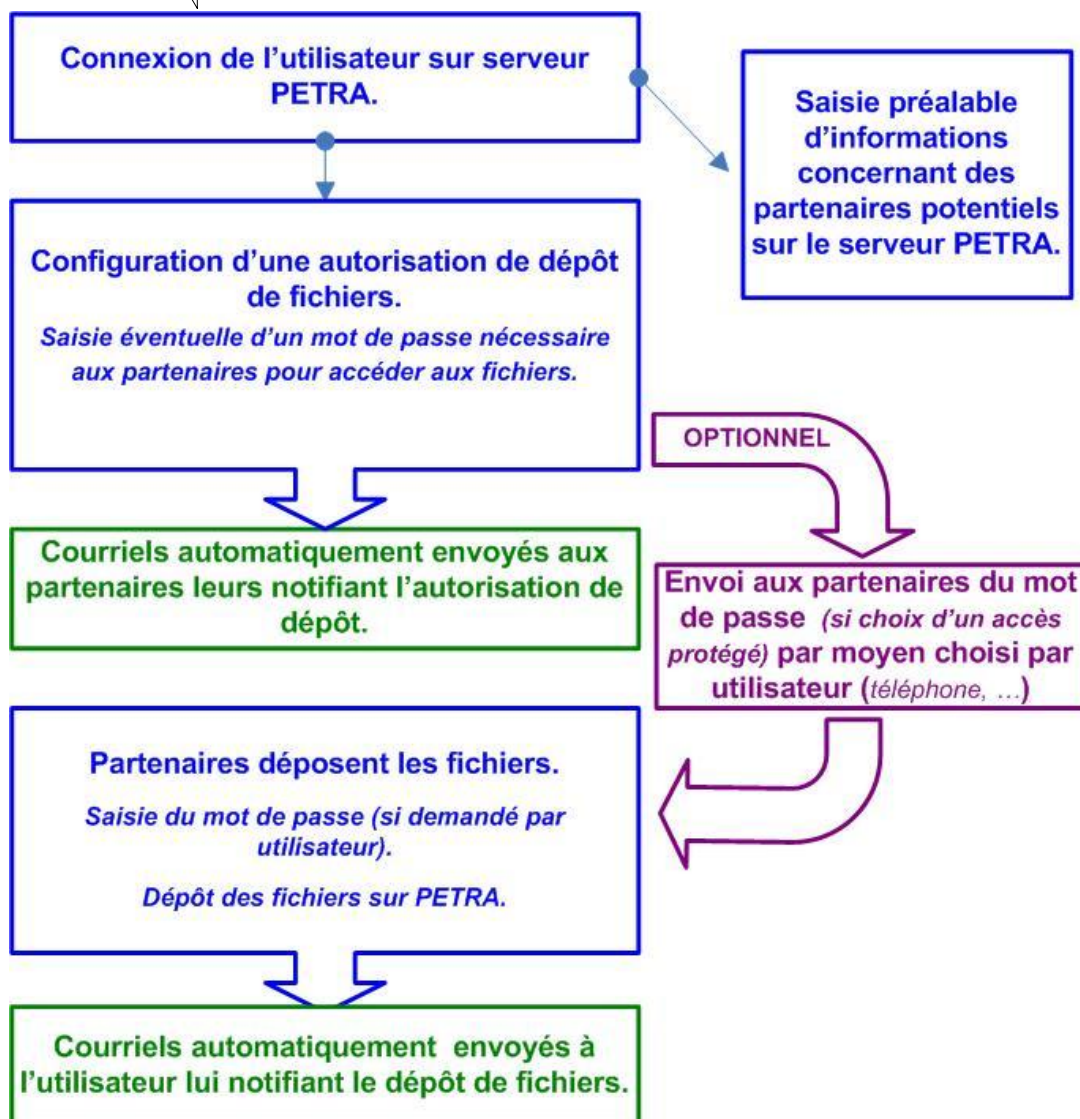 Connexion de l’utilisateur sur serveur
PETRA.
Saisie préalable
d’informations
concernant des
partenaires potentiels
sur le serveur PETRA.
Configuration d’une autorisation de dépôt
de fichiers.
Saisie éventuelle d’un mot de passe nécessaire
aux partenaires pour accéder aux fichiers.
OPTIONNEL
Courriels automatiquement envoyés aux
partenaires leurs notifiant l’autorisation de
dépôt.
Envoi aux partenaires du mot
de passe (si choix d’un accès
protégé) par moyen choisi par
utilisateur (téléphone, …)
Partenaires déposent les fichiers.
Saisie du mot de passe (si demandé par
utilisateur).
Dépôt des fichiers sur PETRA.
Courriels automatiquement envoyés à
l’utilisateur lui notifiant le dépôt de fichiers.